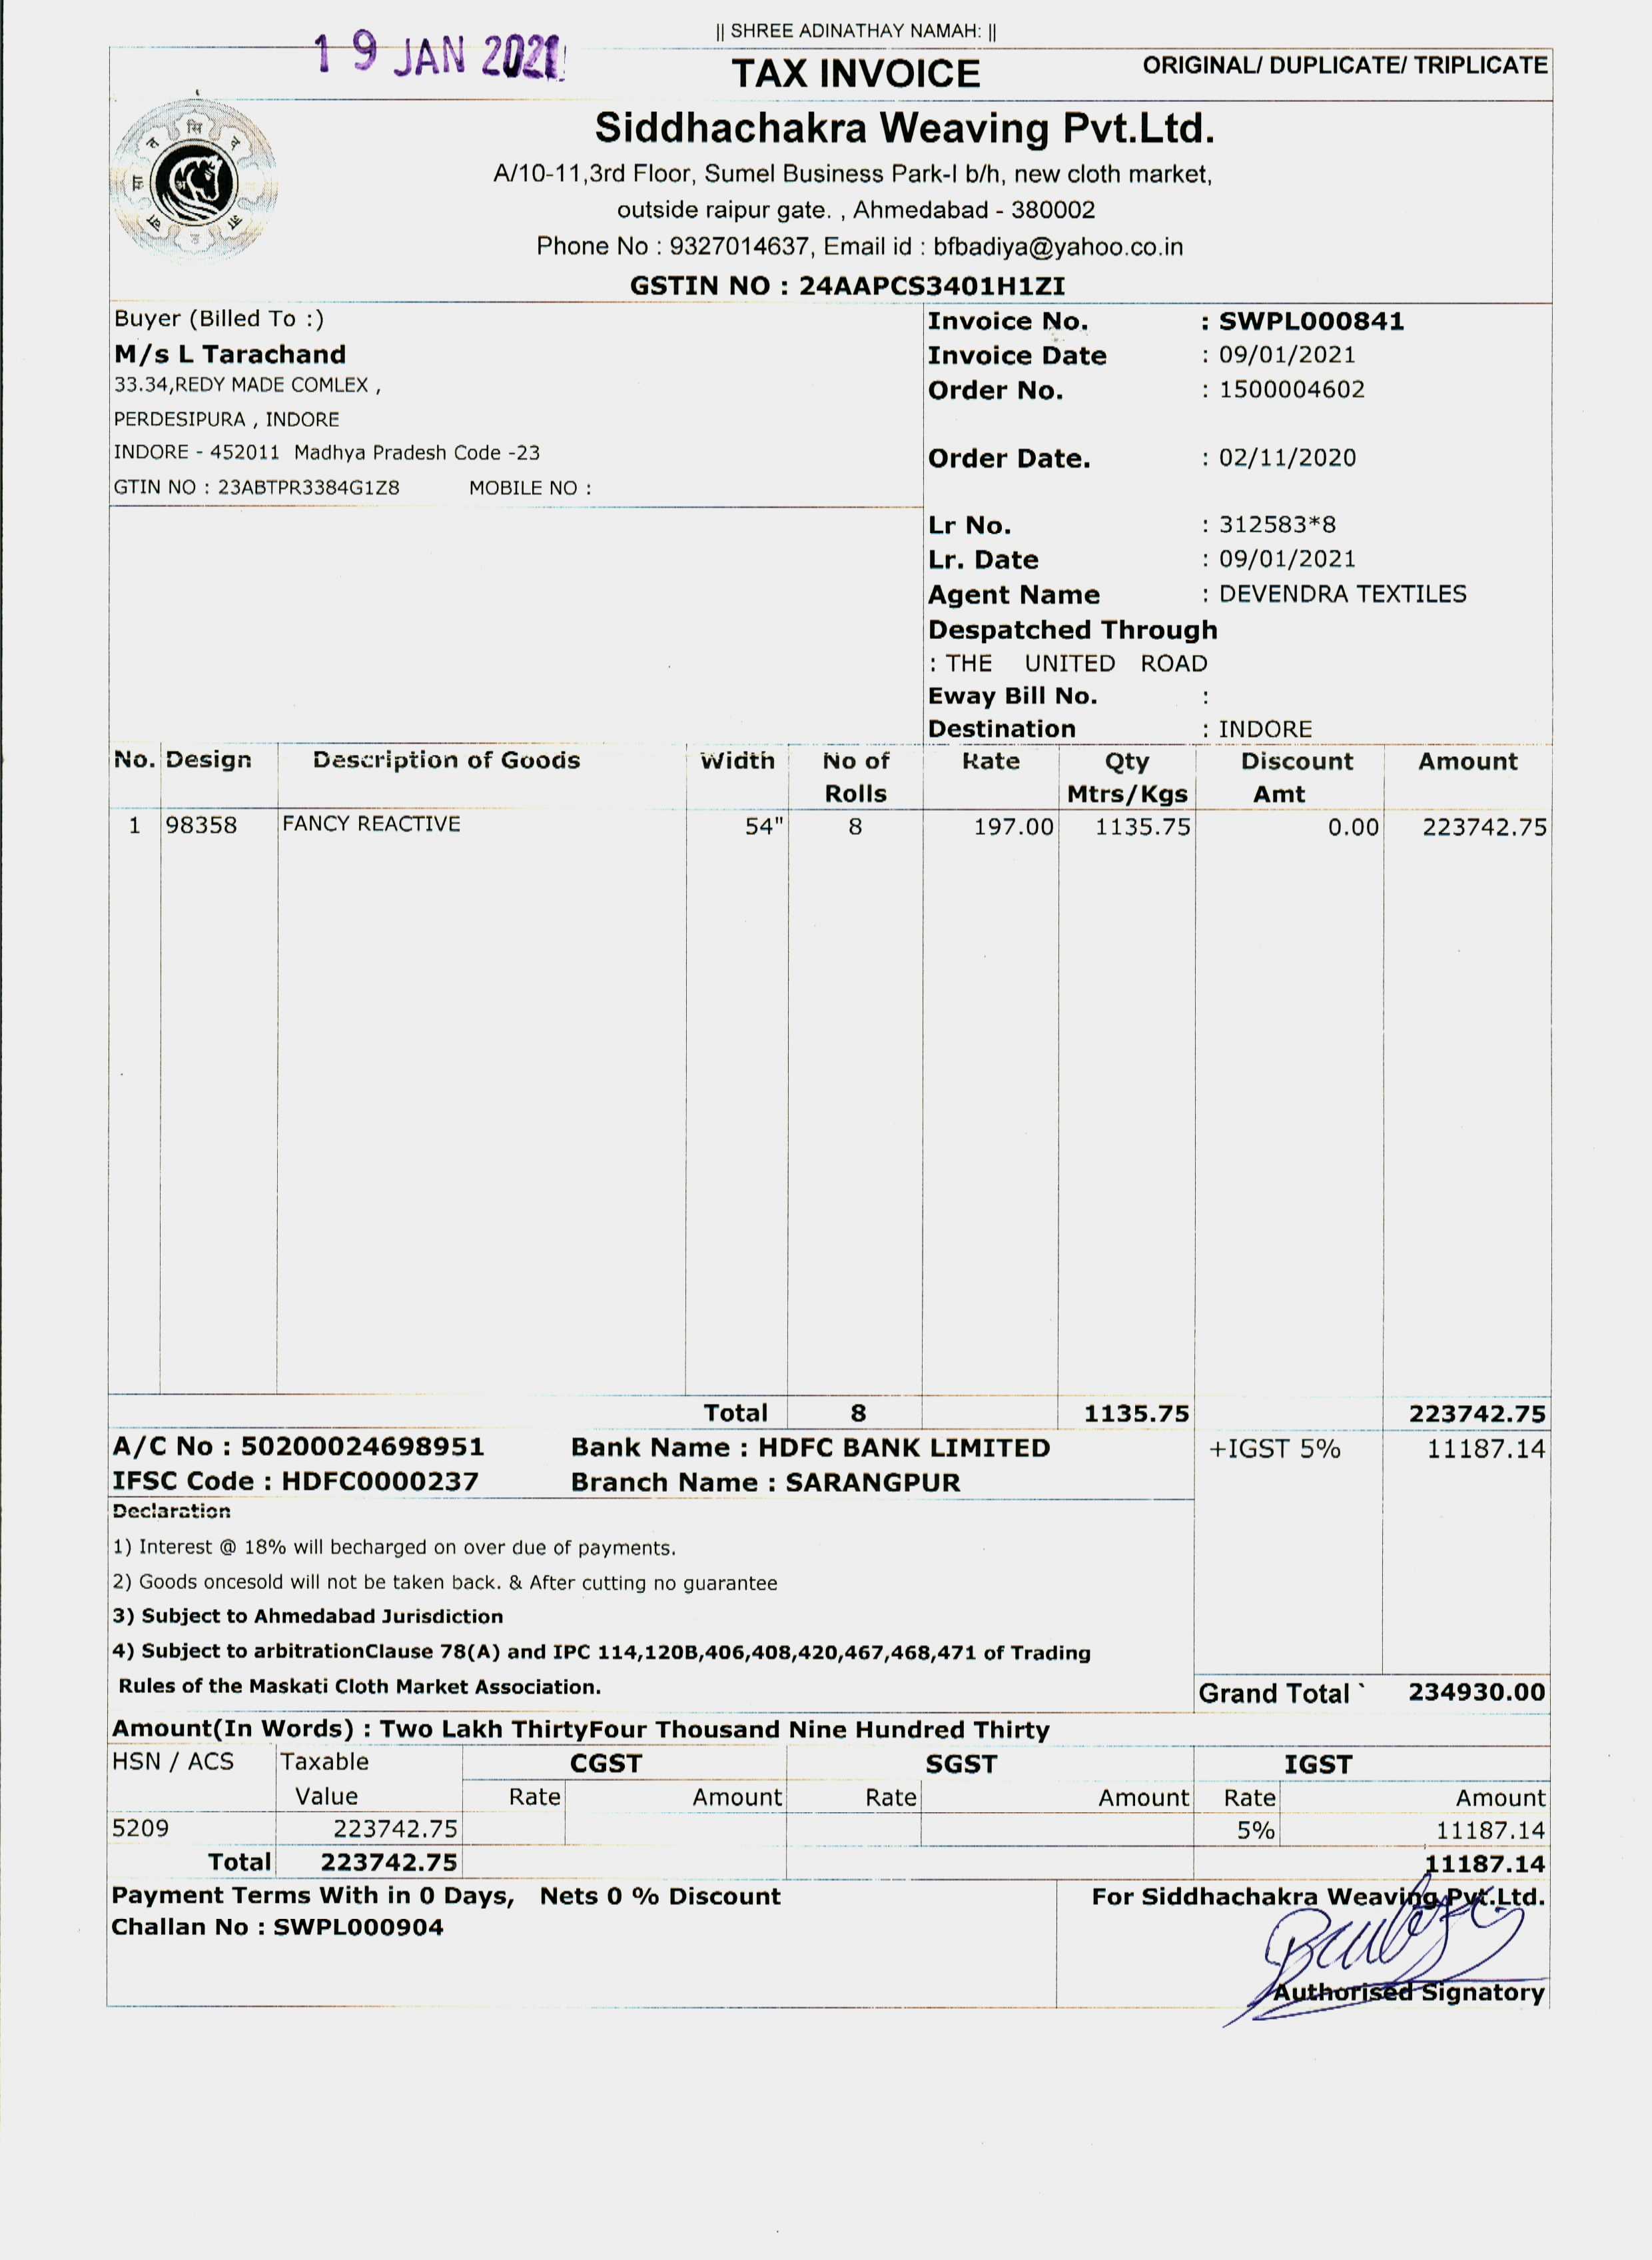 || SHREE ADINATHAY NAMAH: ||
19 JAN 2021
TAX INVOICE
ORIGINAL/ DUPLICATE/ TRIPLICATE
Siddhachakra Weaving Pvt.Ltd.
A/10-11,3rd Floor, Sumel Business Park-I b/h, new cloth market,
outside raipur gate. , Ahmedabad - 380002
Phone No : 9327014637, Email id : bfbadiya@yahoo.co.in
GSTIN NO : 24AAPCS3401H1ZI
Buyer (Billed To :)
M/s L Tarachand
33.34,REDY MADE COMLEX ,
PERDESIPURA , INDORE
INDORE - 452011 Madhya Pradesh Code -23
GTIN NO : 23ABTPR3384G1Z8 MOBILE NO :
Invoice No. : SWPL000841
Invoice Date : 09/01/2021
Order No. : 1500004602
Order Date. : 02/11/2020
Lr No. : 312583*8
Lr. Date : 09/01/2021
Agent Name : DEVENDRA TEXTILES
Despatched Through
: THE UNITED ROAD
Eway Bill No. :
Destination : INDORE
No. Design Description of Goods Width No of Rolls Rate Qty Mtrs/Kgs Discount Amt Amount
1 98358 FANCY REACTIVE 54" 8 197.00 1135.75 0.00 223742.75
Total 8 1135.75 223742.75
A/C No : 50200024698951 Bank Name : HDFC BANK LIMITED +IGST 5% 11187.14
IFSC Code : HDFC0000237 Branch Name : SARANGPUR
Declaration
1) Interest @ 18% will becharged on over due of payments.
2) Goods oncesold will not be taken back. & After cutting no guarantee
3) Subject to Ahmedabad Jurisdiction
4) Subject to arbitrationClause 78(A) and IPC 114,120B,406,408,420,467,468,471 of Trading
Rules of the Maskati Cloth Market Association.
Grand Total ` 234930.00
Amount(In Words) : Two Lakh ThirtyFour Thousand Nine Hundred Thirty
HSN / ACS Taxable Value CGST SGST IGST
Rate Amount Rate Amount Rate Amount
5209 223742.75 5% 11187.14
Total 223742.75 11187.14
Payment Terms With in 0 Days, Nets 0 % Discount
Challan No : SWPL000904
For Siddhachakra Weaving Pvt.Ltd.
Authorised Signatory